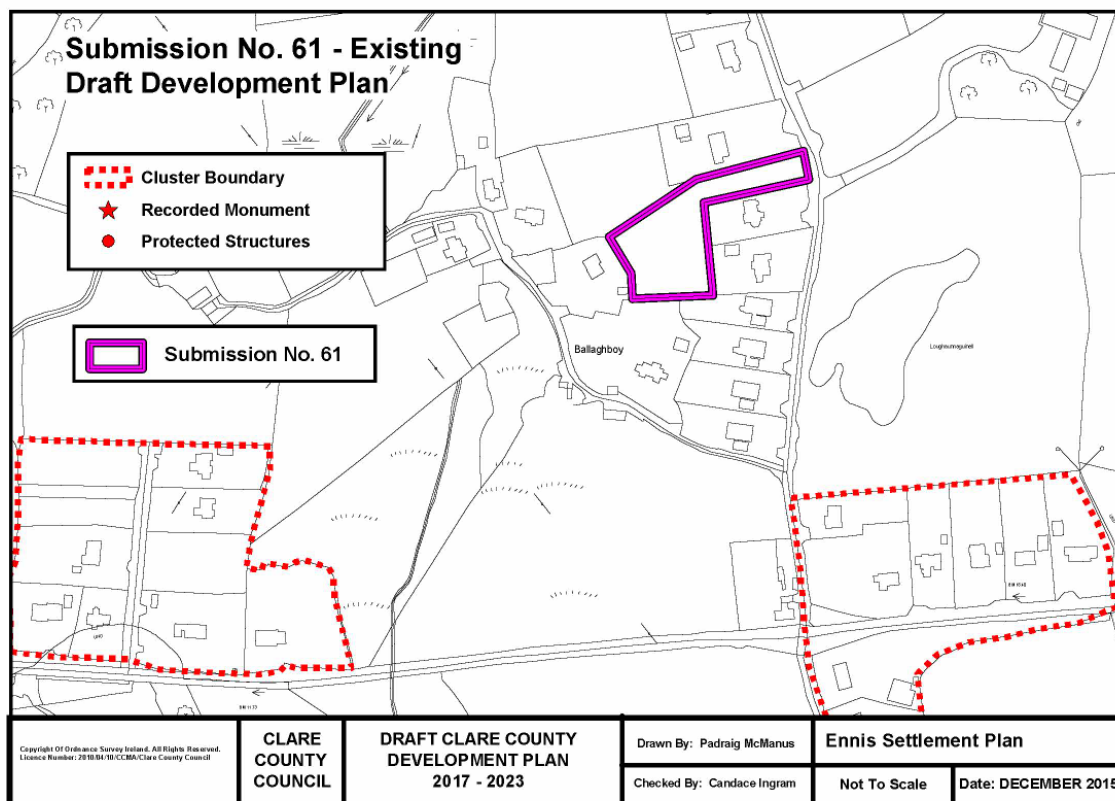 Submission No. 61 - Existing
Draft Development Plan
Cluster Boundary
Recorded Monument
Protected Structures
Submission No. 61
Ballaghboy
Copyright Of Ordnance Survey Ireland. All Rights Reserved.
Licence Number: 2010/04/10/CCMA/Clare County Council
CLARE
COUNTY
COUNCIL
DRAFT CLARE COUNTY
DEVELOPMENT PLAN
2017 - 2023
Drawn By: Padraig McManus
Checked By: Candace Ingram
Ennis Settlement Plan
Not To Scale
Date: DECEMBER 2015